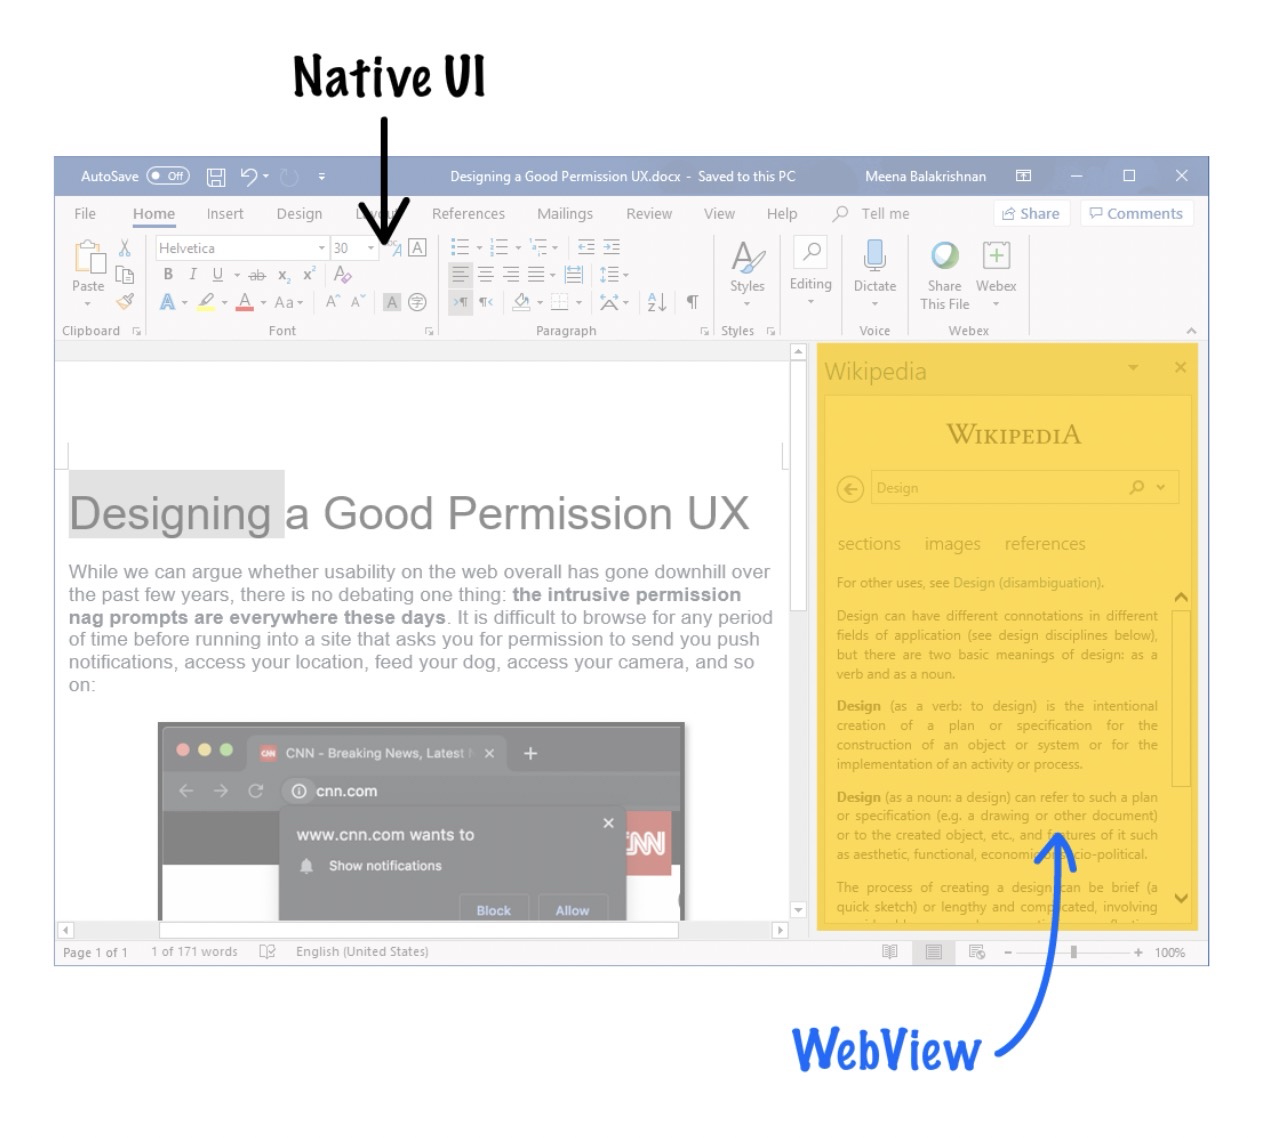 Native UI
AutoSave Off Designing a Good Permission UX.docx - Saved to this PC Meena Balakrishnan
File Home Insert Design Layout References Mailings Review View Help Tell me Share Comments
Helvetica 30
Paste
B I U ab x₂ x² A
A A Aa A A A
Styles Editing Dictate Share This File Webex
Clipboard Font Paragraph Styles Voice Webex
Designing a Good Permission UX
While we can argue whether usability on the web overall has gone downhill over
the past few years, there is no debating one thing: the intrusive permission
nag prompts are everywhere these days. It is difficult to browse for any period
of time before running into a site that asks you for permission to send you push
notifications, access your location, feed your dog, access your camera, and so
on:
CNN CNN - Breaking News, Latest
cnn.com
www.cnn.com wants to
Show notifications
Block Allow
CNN
Wikipedia
WIKIPEDIA
Design
sections images references
For other uses, see Design (disambiguation).
Design can have different connotations in different
fields of application (see design disciplines below),
but there are two basic meanings of design: as a
verb and as a noun.
Design (as a verb: to design) is the intentional
creation of a plan or specification for the
construction of an object or system or for the
implementation of an activity or process.
Design (as a noun: a design) can refer to such a plan
or specification (e.g. a drawing or other document)
or to the created object, etc., and features of it such
as aesthetic, functional, economic or socio-political.
The process of creating a design can be brief (a
quick sketch) or lengthy and complicated, involving
Page 1 of 1 1 of 171 words English (United States) 100%
WebView